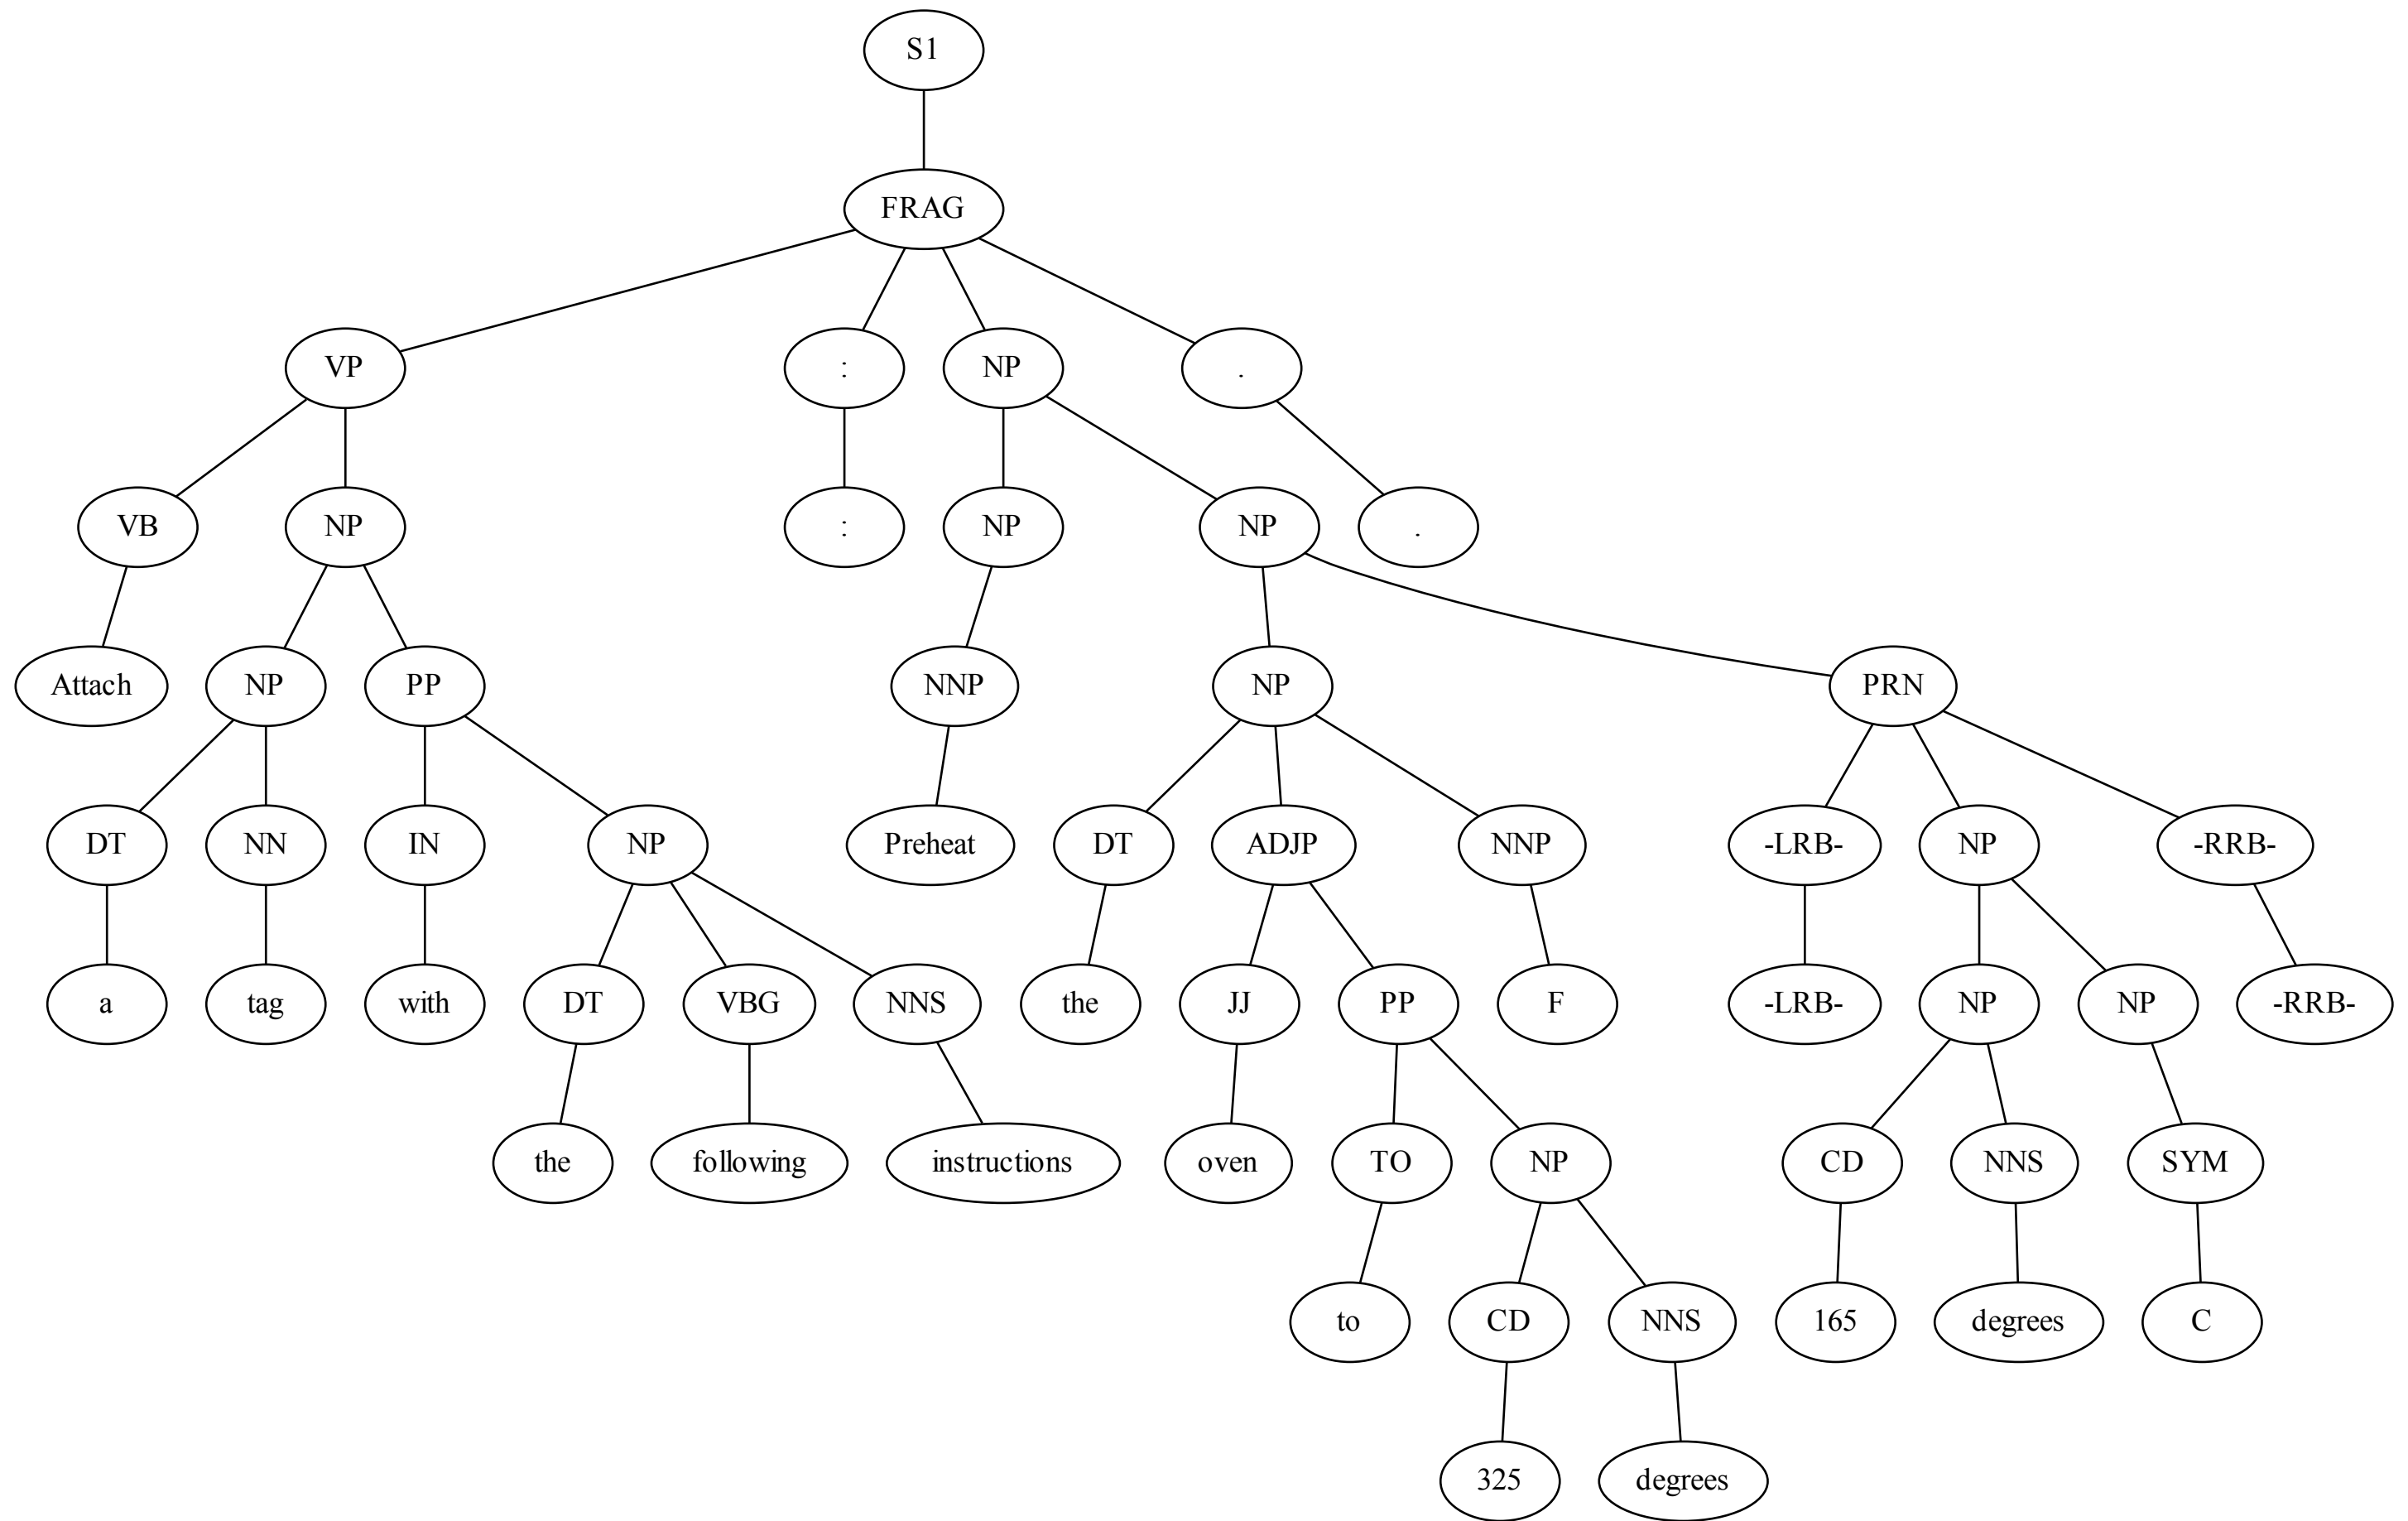 S1
FRAG
VP : NP .
VB NP : NP NP .
Attach NP PP NNP NP PRN
DT NN IN NP Preheat DT ADJP NNP -LRB- NP -RRB-
a tag with DT VBG NNS the JJ PP F -LRB- NP NP -RRB-
the following instructions oven TO NP CD NNS SYM
to CD NNS 165 degrees C
325 degrees